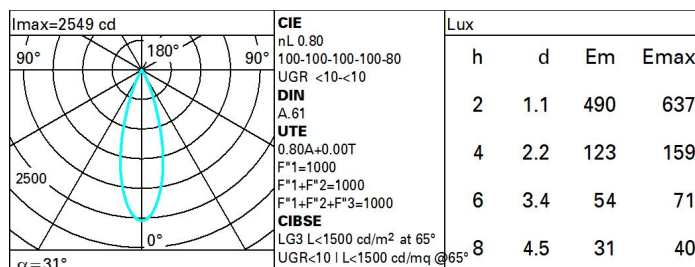 Imax=2549 cd
180°
90°
90°
2500
0°
α=31°
CIE
nL 0.80
100-100-100-100-80
UGR <10-<10
DIN
A.61
UTE
0.80A+0.00T
F"1=1000
F"1+F"2=1000
F"1+F"2+F"3=1000
CIBSE
LG3 L<1500 cd/m² at 65°
UGR<10 | L<1500 cd/mq @65°
Lux
h d Em Emax
2 1.1 490 637
4 2.2 123 159
6 3.4 54 71
8 4.5 31 40